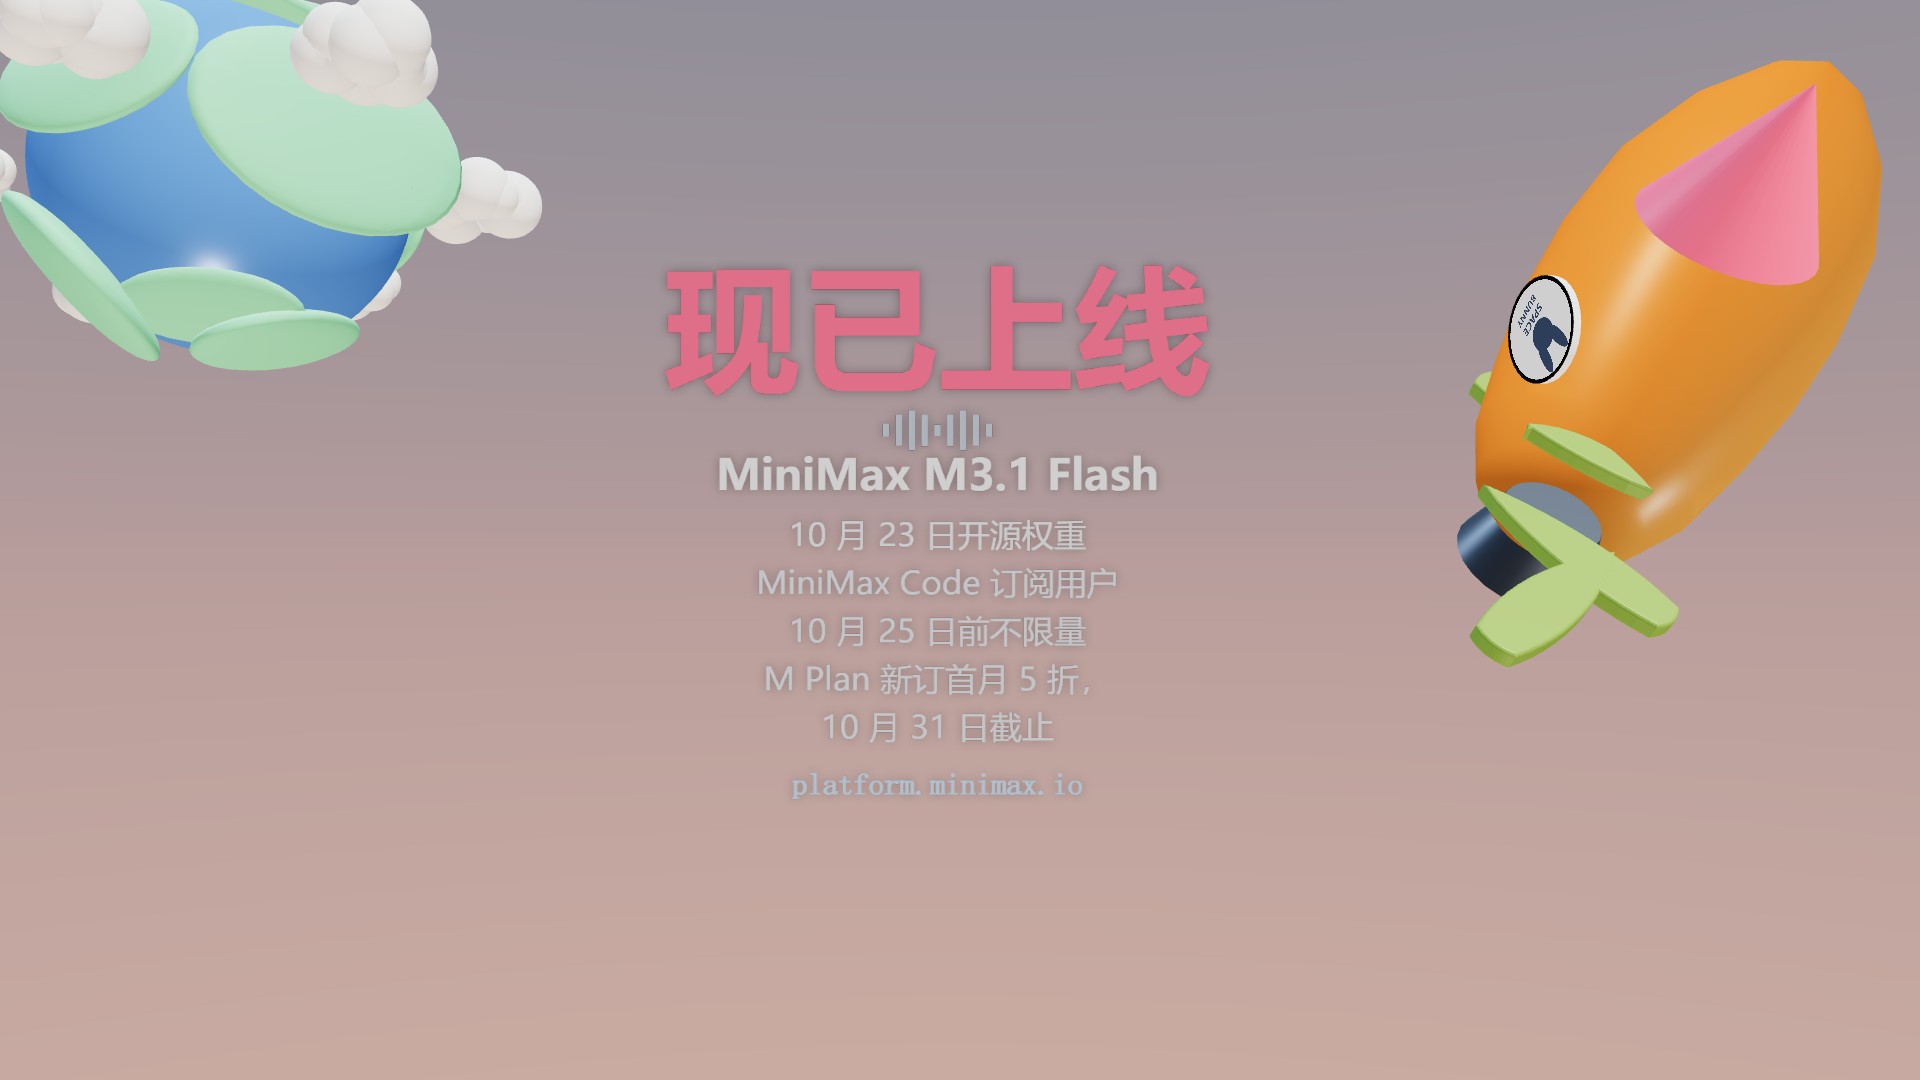 现已上线
MiniMax M3.1 Flash
10 月 23 日开源权重
MiniMax Code 订阅用户
10 月 25 日前不限量
M Plan 新订首月 5 折，
10 月 31 日截止
platform.minimax.io
SPACE
BUNNY